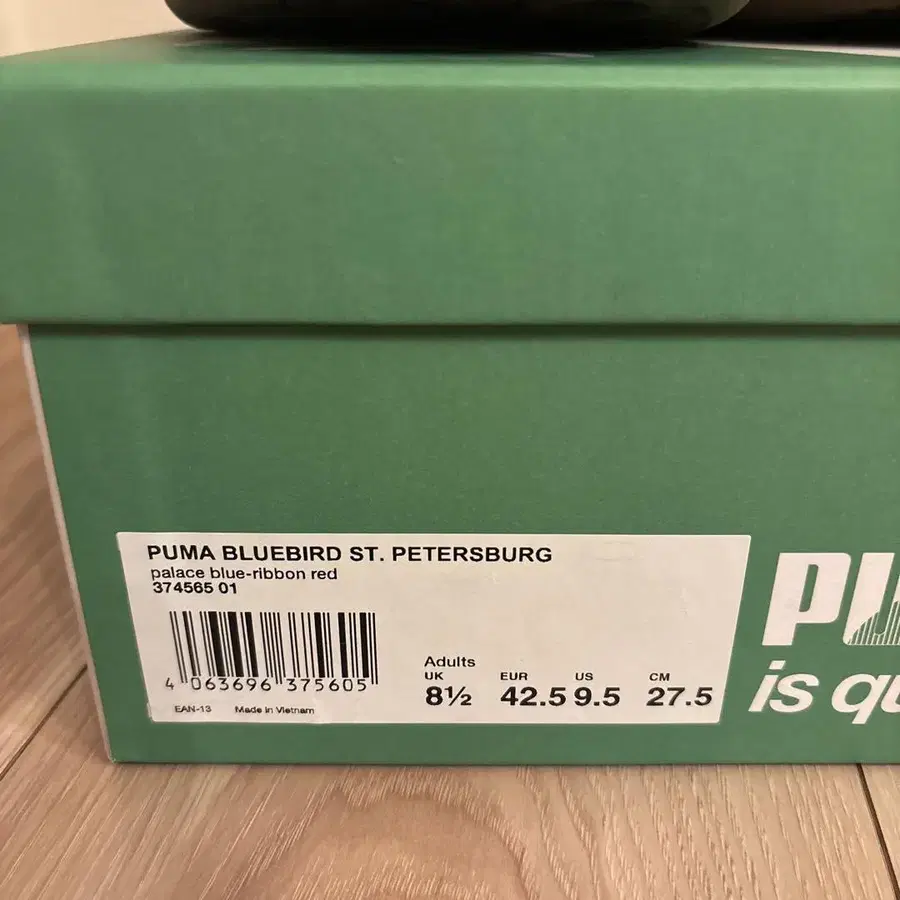 PUMA BLUEBIRD ST. PETERSBURG
palace blue-ribbon red
374565 01
4 063696 375605
EAN-13 Made in Vietnam
Adults
UK EUR US CM
8½ 42.5 9.5 27.5
PU
is qu